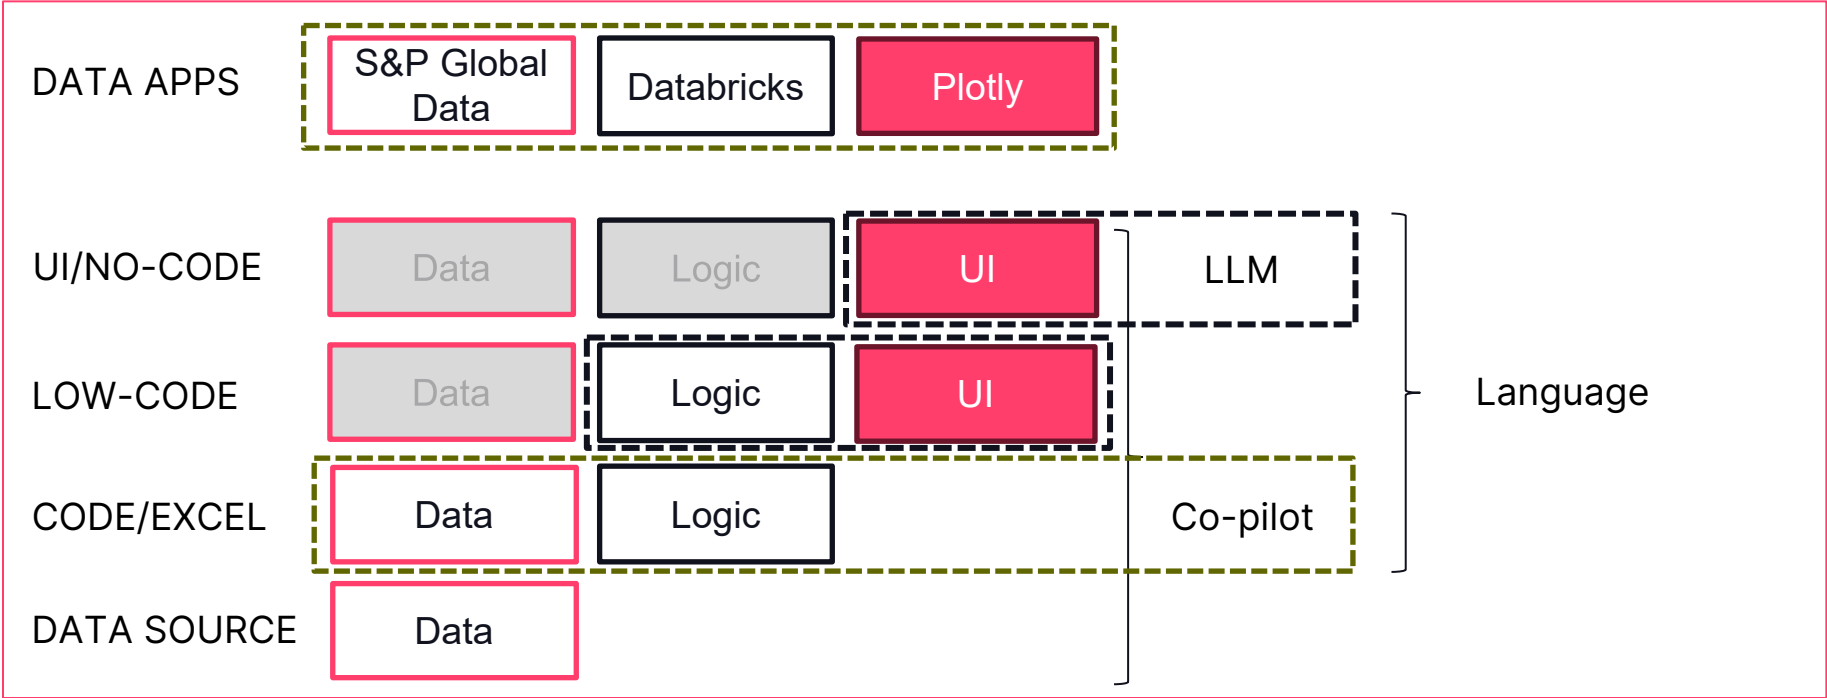 DATA APPS
S&P Global
Data
Databricks
Plotly
UI/NO-CODE
Data
Logic
UI
LLM
LOW-CODE
Data
Logic
UI
Language
CODE/EXCEL
Data
Logic
Co-pilot
DATA SOURCE
Data